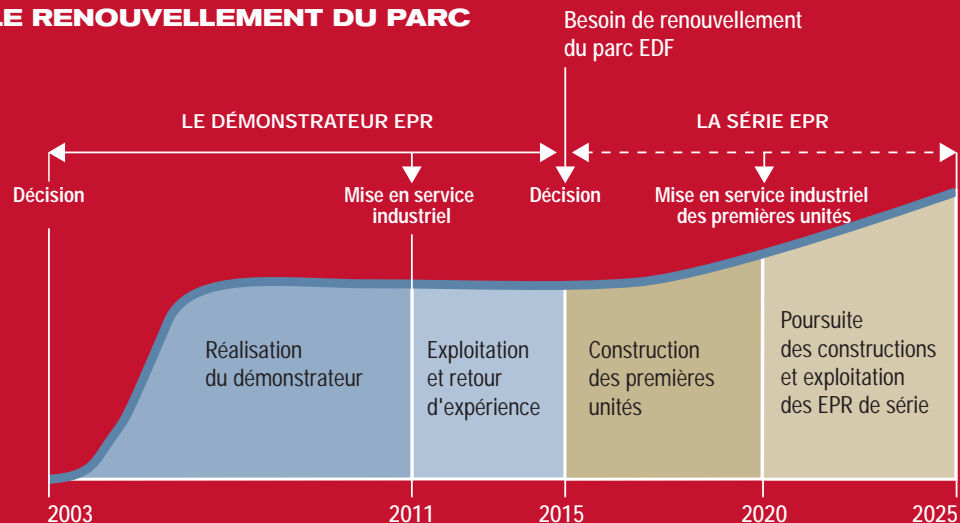 LE RENOUVELLEMENT DU PARC
Besoin de renouvellement
du parc EDF
LE DÉMONSTRATEUR EPR
LA SÉRIE EPR
Décision
Mise en service
industriel
Décision
Mise en service industriel
des premières unités
Réalisation
du démonstrateur
Exploitation
et retour
d'expérience
Construction
des premières
unités
Poursuite
des constructions
et exploitation
des EPR de série
2003
2011
2015
2020
2025